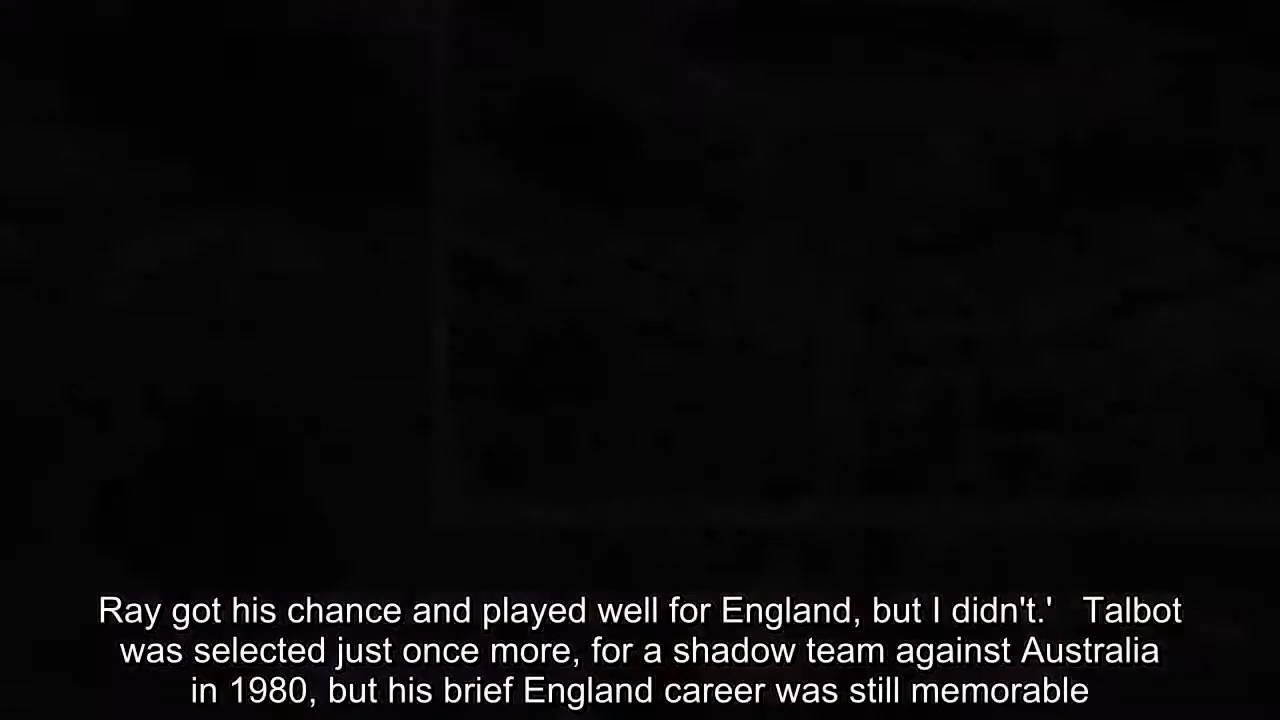 Ray got his chance and played well for England, but I didn't.'   Talbot
was selected just once more, for a shadow team against Australia
in 1980, but his brief England career was still memorable